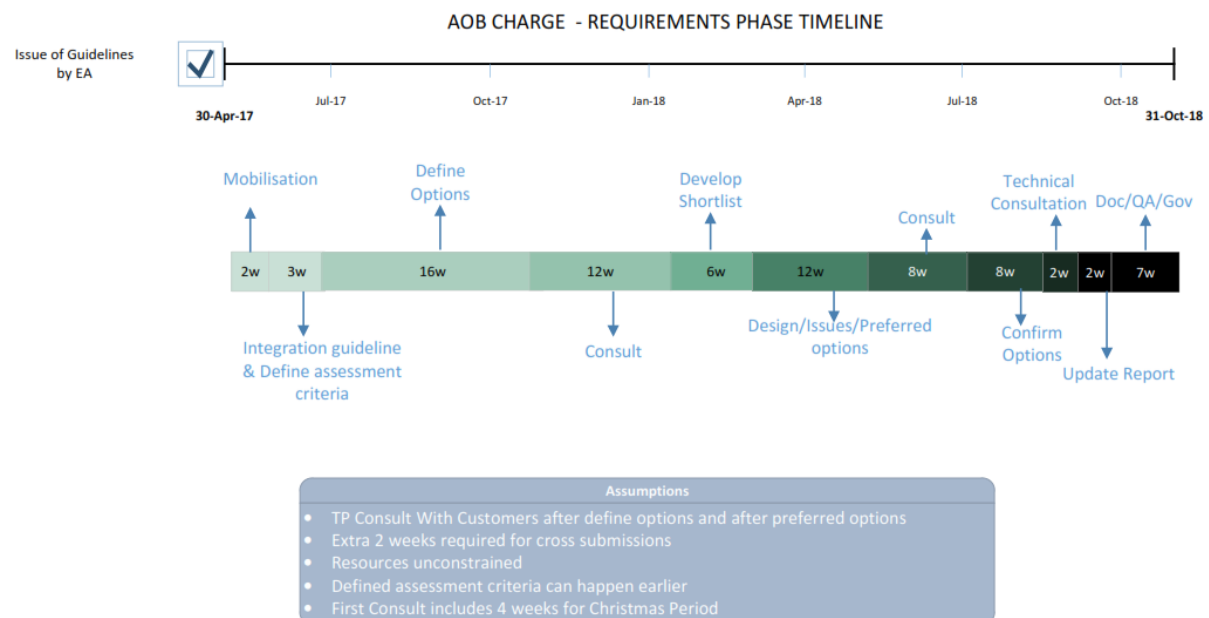 AOB CHARGE - REQUIREMENTS PHASE TIMELINE
Issue of Guidelines
by EA
Jul-17
Oct-17
Jan-18
Apr-18
Jul-18
Oct-18
30-Apr-17
31-Oct-18
Mobilisation
Define
Options
Develop
Shortlist
Consult
Technical
Consultation
Doc/QA/Gov
2w
3w
16w
12w
6w
12w
8w
8w
2w
2w
7w
Integration guideline
& Define assessment
criteria
Consult
Design/Issues/Preferred
options
Confirm
Options
Update Report
Assumptions
• TP Consult With Customers after define options and after preferred options
• Extra 2 weeks required for cross submissions
• Resources unconstrained
• Defined assessment criteria can happen earlier
• First Consult includes 4 weeks for Christmas Period